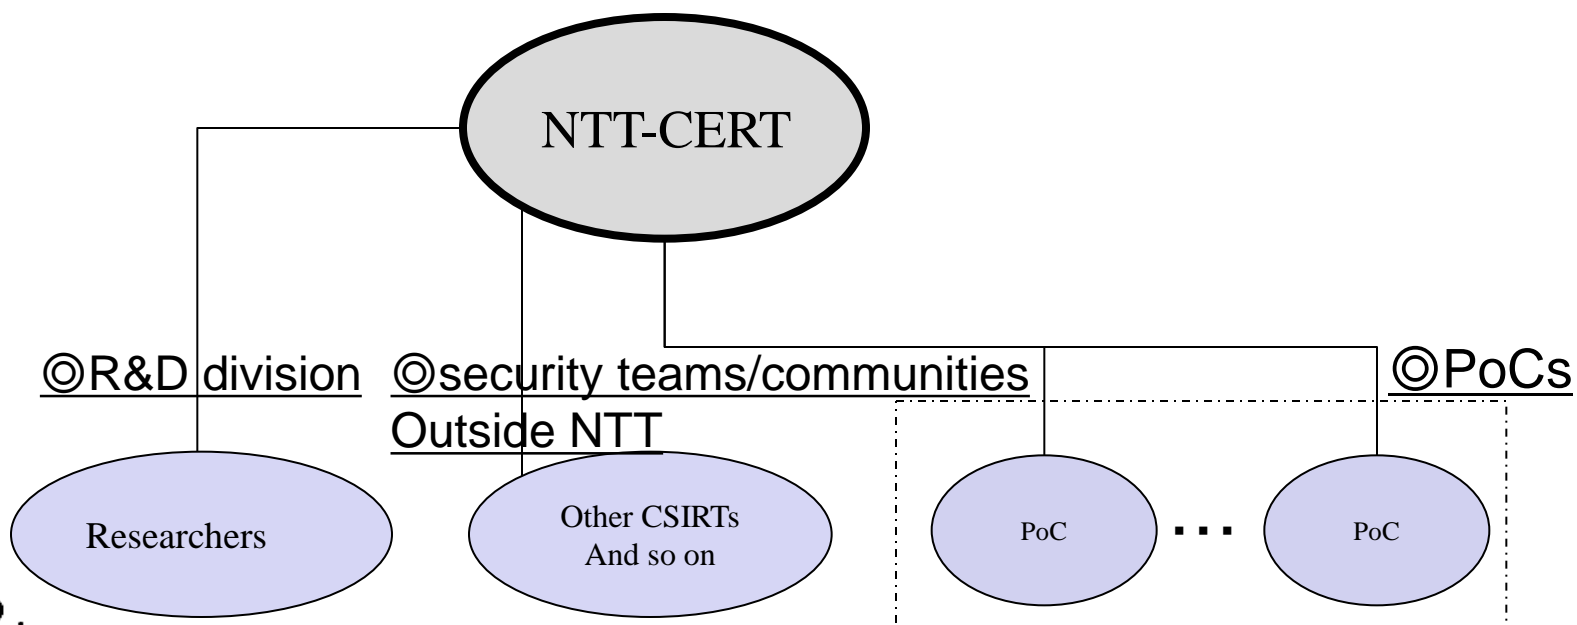 NTT-CERT
◎R&D division
◎security teams/communities
Outside NTT
◎PoCs
Researchers
Other CSIRTs
And so on
PoC
...
PoC